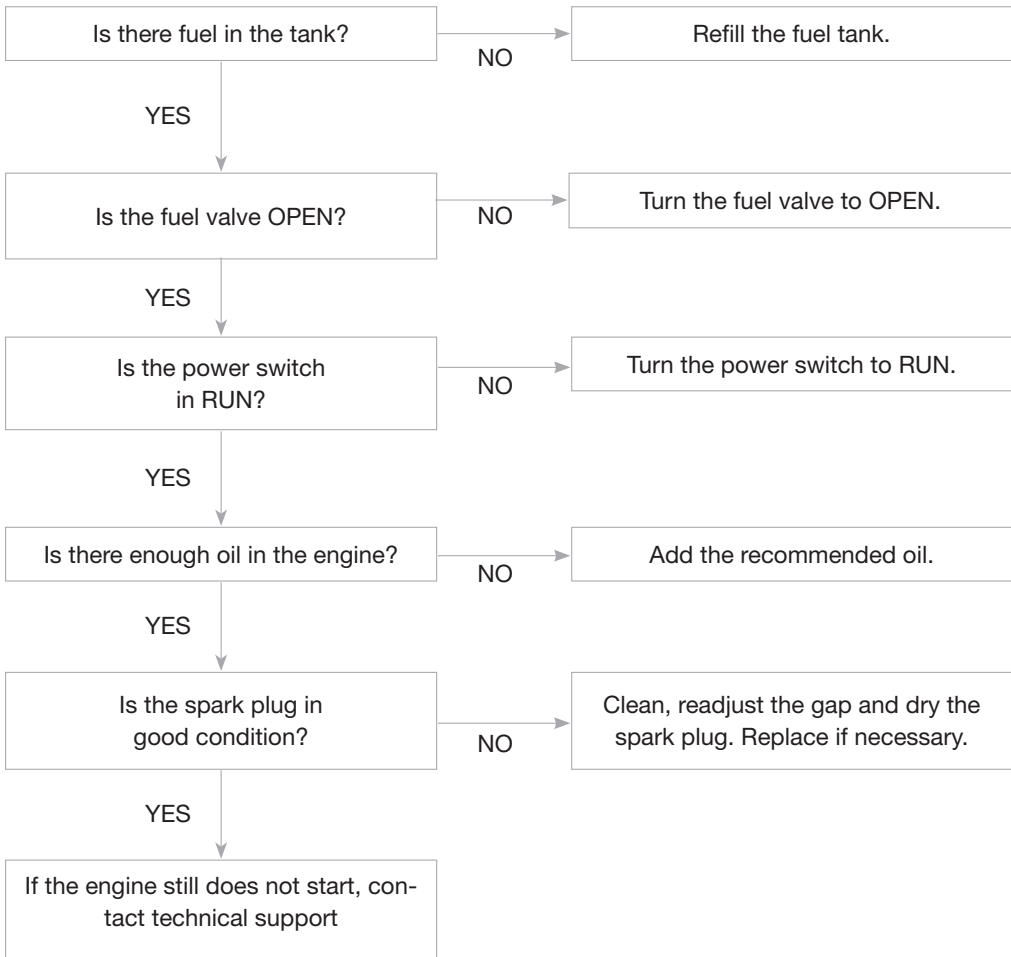 Is there fuel in the tank?
NO
Refill the fuel tank.
YES
Is the fuel valve OPEN?
NO
Turn the fuel valve to OPEN.
YES
Is the power switch
in RUN?
NO
Turn the power switch to RUN.
YES
Is there enough oil in the engine?
NO
Add the recommended oil.
YES
Is the spark plug in
good condition?
NO
Clean, readjust the gap and dry the
spark plug. Replace if necessary.
YES
If the engine still does not start, con-
tact technical support